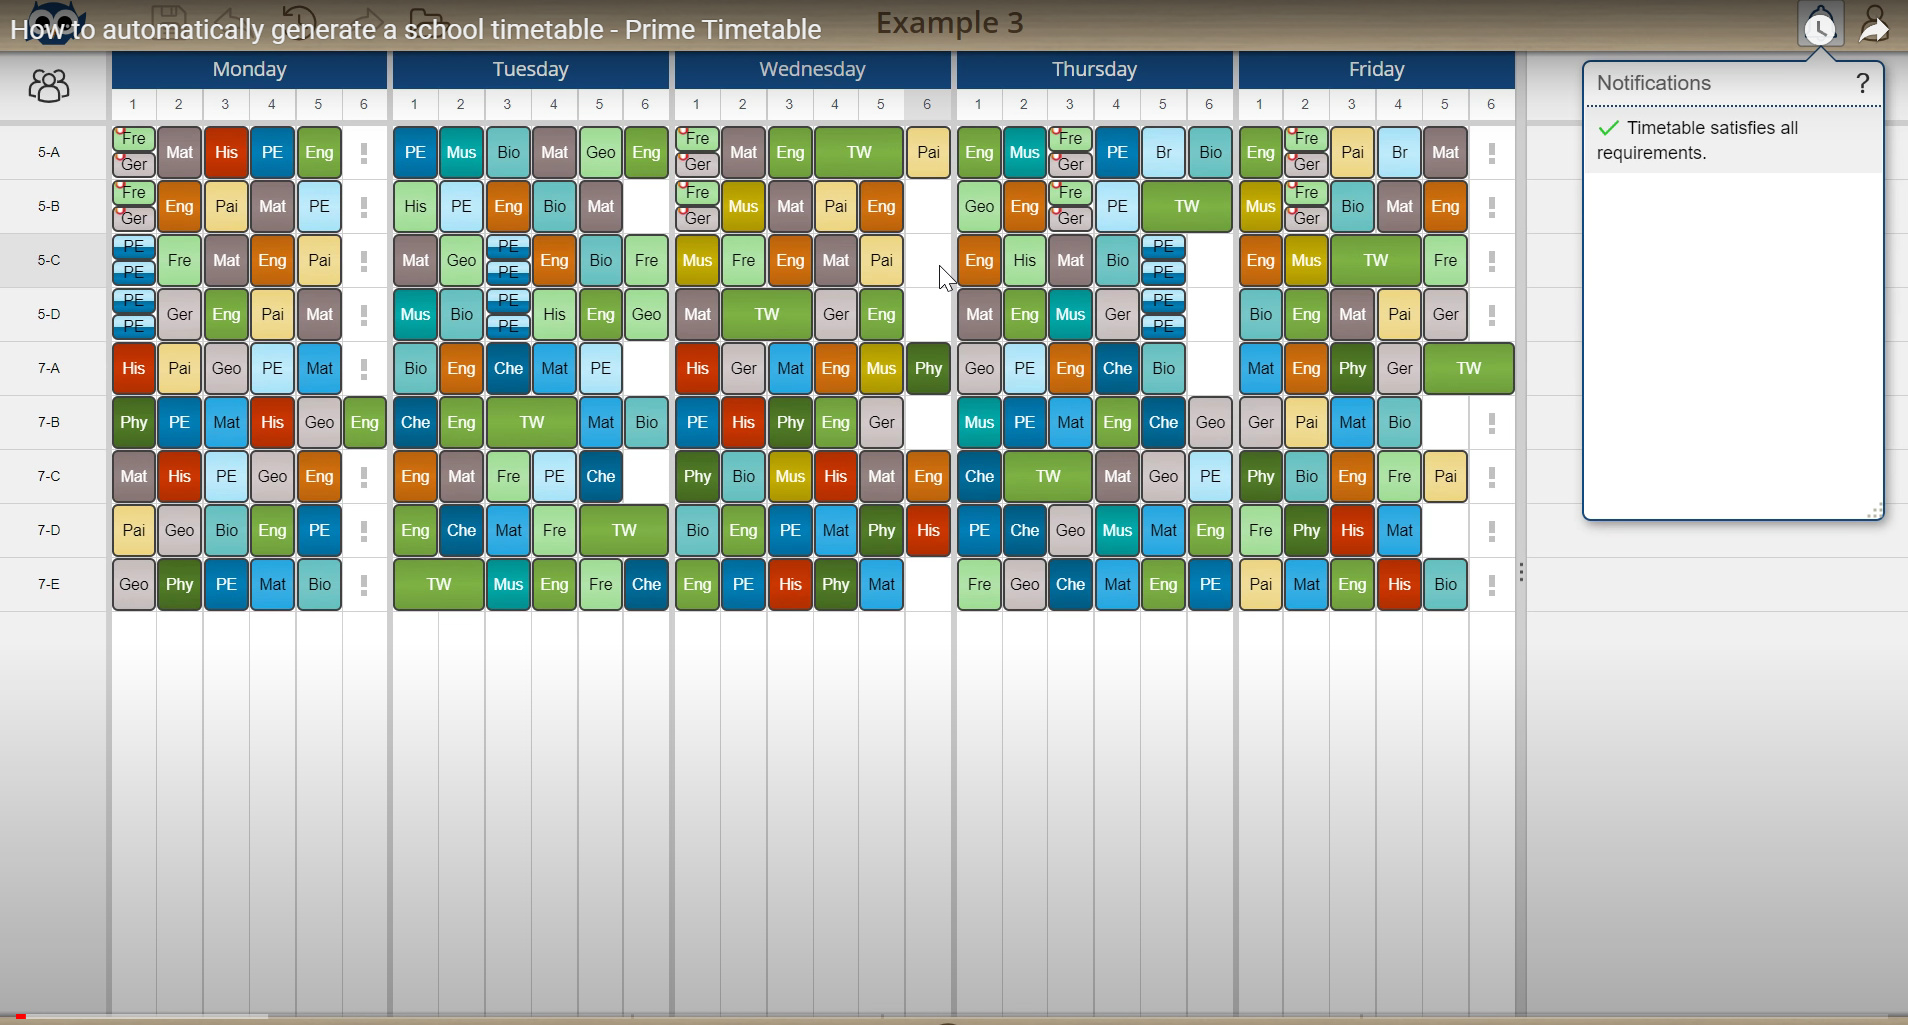 How to automatically generate a school timetable - Prime Timetable
Example 3
Monday Tuesday Wednesday Thursday Friday
1 2 3 4 5 6 1 2 3 4 5 6 1 2 3 4 5 6 1 2 3 4 5 6 1 2 3 4 5 6
Notifications ?
Timetable satisfies all
requirements.
5-A Fre Ger Mat His PE Eng ! PE Mus Bio Mat Geo Eng Fre Ger Mat Eng TW Pai Eng Mus Fre Ger PE Br Bio Eng Fre Ger Pai Br Mat !
5-B Fre Ger Eng Pai Mat PE ! His PE Eng Bio Mat Fre Ger Mus Mat Pai Eng Geo Eng Fre Ger PE TW Mus Fre Ger Bio Mat Eng !
5-C PE PE Fre Mat Eng Pai ! Mat Geo PE PE Eng Bio Fre Mus Fre Eng Mat Pai Eng His Mat Bio PE PE Eng Mus TW Fre !
5-D PE PE Ger Eng Pai Mat ! Mus Bio PE PE His Eng Geo Mat TW Ger Eng Mat Eng Mus Ger PE PE Bio Eng Mat Pai Ger !
7-A His Pai Geo PE Mat ! Bio Eng Che Mat PE His Ger Mat Eng Mus Phy Geo PE Eng Che Bio Mat Eng Phy Ger TW
7-B Phy PE Mat His Geo Eng Che Eng TW Mat Bio PE His Phy Eng Ger Mus PE Mat Eng Che Geo Ger Pai Mat Bio !
7-C Mat His PE Geo Eng ! Eng Mat Fre PE Che Phy Bio Mus His Mat Eng Che TW Mat Geo PE Phy Bio Eng Fre Pai !
7-D Pai Geo Bio Eng PE ! Eng Che Mat Fre TW Bio Eng PE Mat Phy His PE Che Geo Mus Mat Eng Fre Phy His Mat !
7-E Geo Phy PE Mat Bio ! TW Mus Eng Fre Che Eng PE His Phy Mat Fre Geo Che Mat Eng PE Pai Mat Eng His Bio !